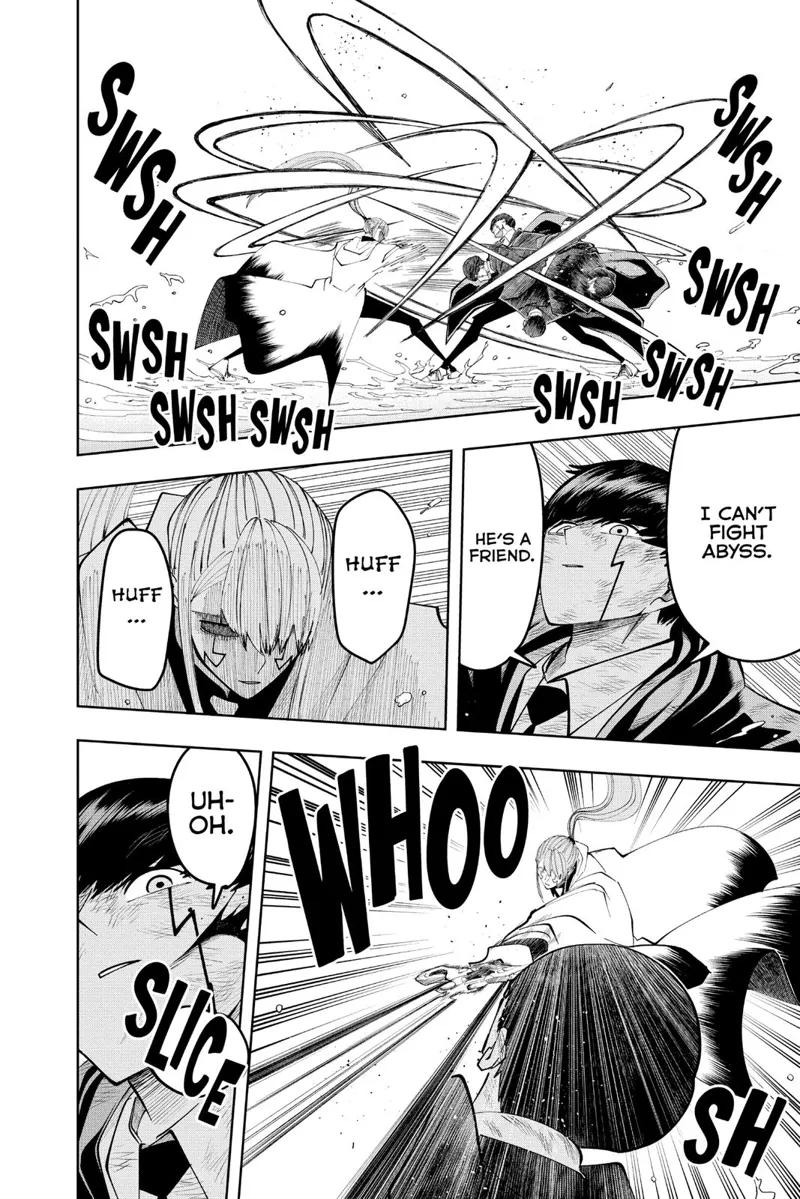 SWSH
SWSH
SWSH
SWSH
SWSH
SWSH
SWSH SWSH
I CAN'T
FIGHT
ABYSS.
HE'S A
FRIEND.
HUFF
...
HUFF
...
WHOO
SH
UH-
OH.
SLICE